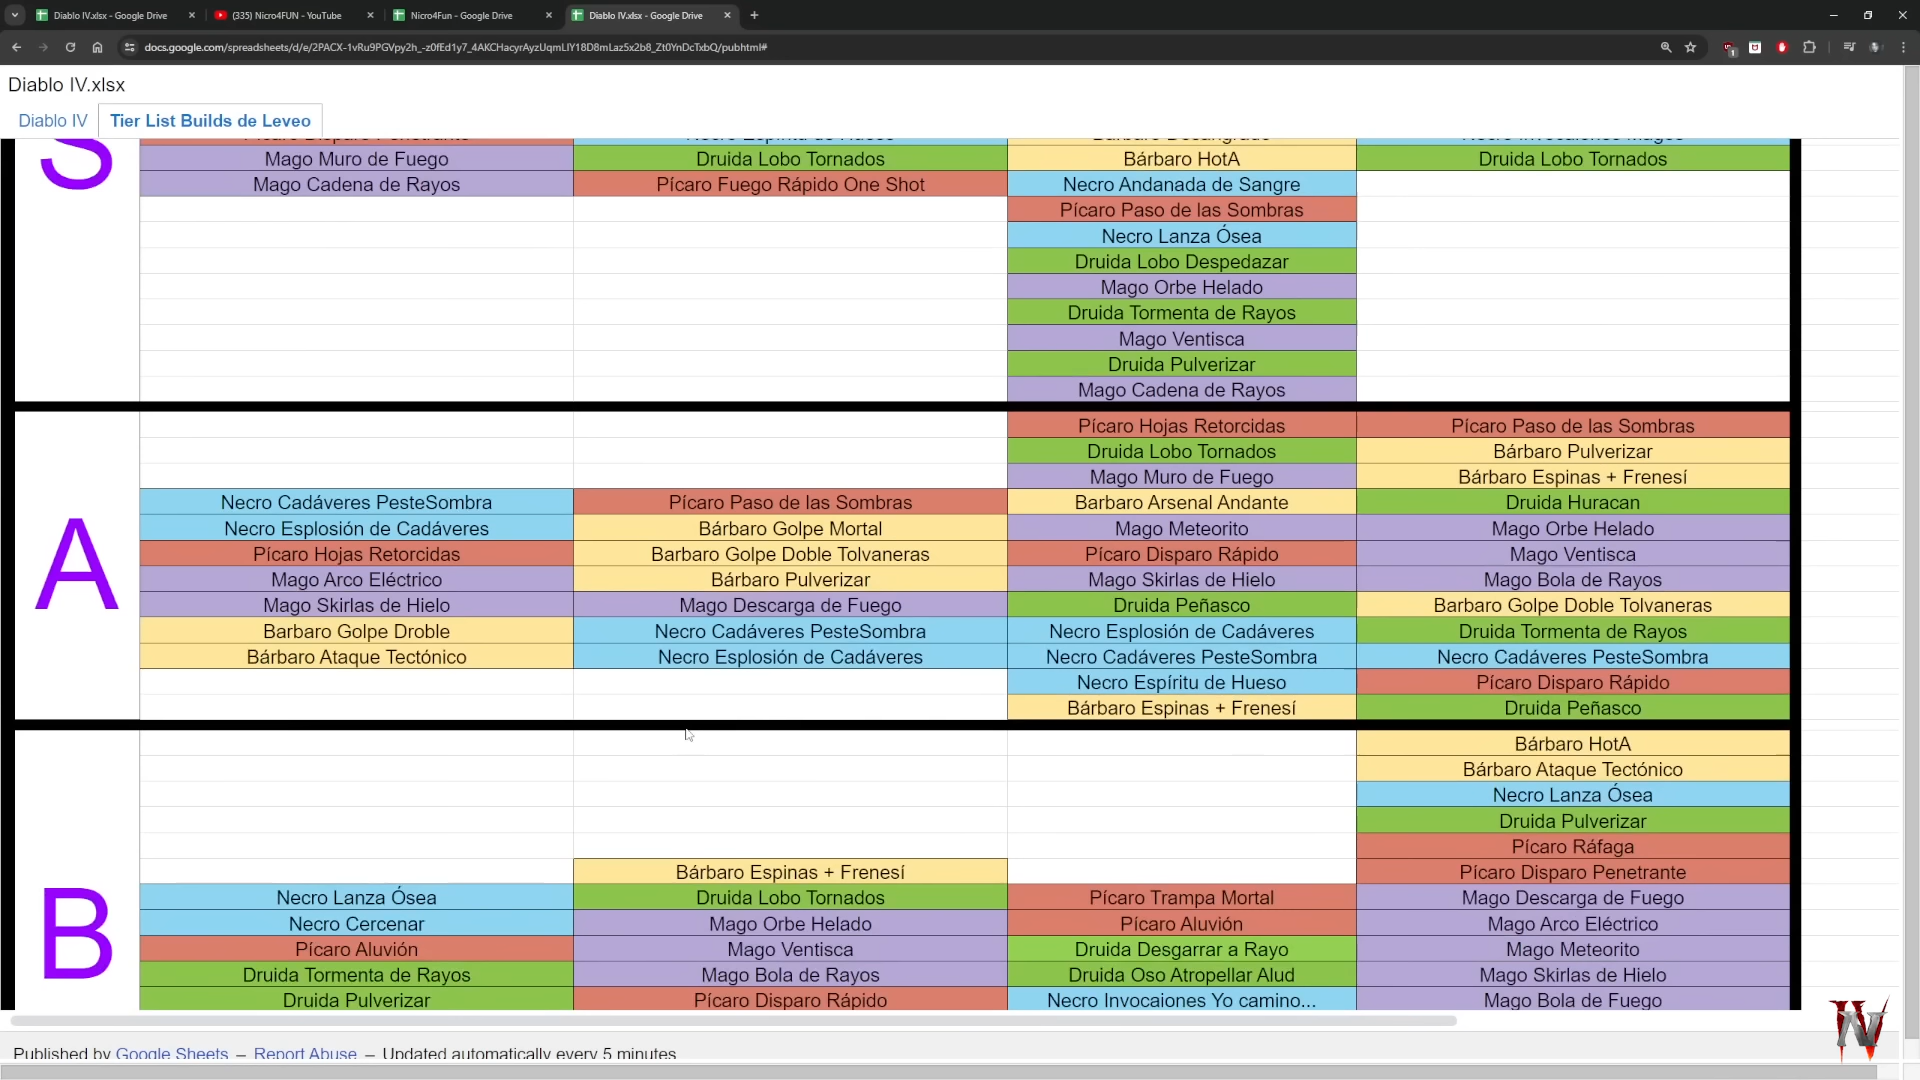 Diablo IV.xlsx - Google Drive
(335) Nicro4FUN - YouTube
Nicro4Fun - Google Drive
Diablo IV.xlsx - Google Drive
Diablo IV.xlsx
Diablo IV
Tier List Builds de Leveo
S
Mago Muro de Fuego Druida Lobo Tornados Bárbaro HotA Druida Lobo Tornados
Mago Cadena de Rayos Pícaro Fuego Rápido One Shot Necro Andanada de Sangre
Pícaro Paso de las Sombras
Necro Lanza Ósea
Druida Lobo Despedazar
Mago Orbe Helado
Druida Tormenta de Rayos
Mago Ventisca
Druida Pulverizar
Mago Cadena de Rayos
A
Pícaro Hojas Retorcidas Pícaro Paso de las Sombras
Druida Lobo Tornados Bárbaro Pulverizar
Mago Muro de Fuego Bárbaro Espinas + Frenesí
Necro Cadáveres PesteSombra Pícaro Paso de las Sombras Barbaro Arsenal Andante Druida Huracan
Necro Esplosión de Cadáveres Bárbaro Golpe Mortal Mago Meteorito Mago Orbe Helado
Pícaro Hojas Retorcidas Barbaro Golpe Doble Tolvaneras Pícaro Disparo Rápido Mago Ventisca
Mago Arco Eléctrico Bárbaro Pulverizar Mago Skirlas de Hielo Mago Bola de Rayos
Mago Skirlas de Hielo Mago Descarga de Fuego Druida Peñasco Barbaro Golpe Doble Tolvaneras
Barbaro Golpe Droble Necro Cadáveres PesteSombra Necro Esplosión de Cadáveres Druida Tormenta de Rayos
Bárbaro Ataque Tectónico Necro Esplosión de Cadáveres Necro Cadáveres PesteSombra Necro Cadáveres PesteSombra
Necro Espíritu de Hueso Pícaro Disparo Rápido
Bárbaro Espinas + Frenesí Druida Peñasco
B
Bárbaro HotA
Bárbaro Ataque Tectónico
Necro Lanza Ósea
Druida Pulverizar
Pícaro Ráfaga
Bárbaro Espinas + Frenesí Pícaro Disparo Penetrante
Necro Lanza Ósea Druida Lobo Tornados Pícaro Trampa Mortal Mago Descarga de Fuego
Necro Cercenar Mago Orbe Helado Pícaro Aluvión Mago Arco Eléctrico
Pícaro Aluvión Mago Ventisca Druida Desgarrar a Rayo Mago Meteorito
Druida Tormenta de Rayos Mago Bola de Rayos Druida Oso Atropellar Alud Mago Skirlas de Hielo
Druida Pulverizar Pícaro Disparo Rápido Necro Invocaiones Yo camino... Mago Bola de Fuego
Published by Google Sheets – Report Abuse – Updated automatically every 5 minutes
IV